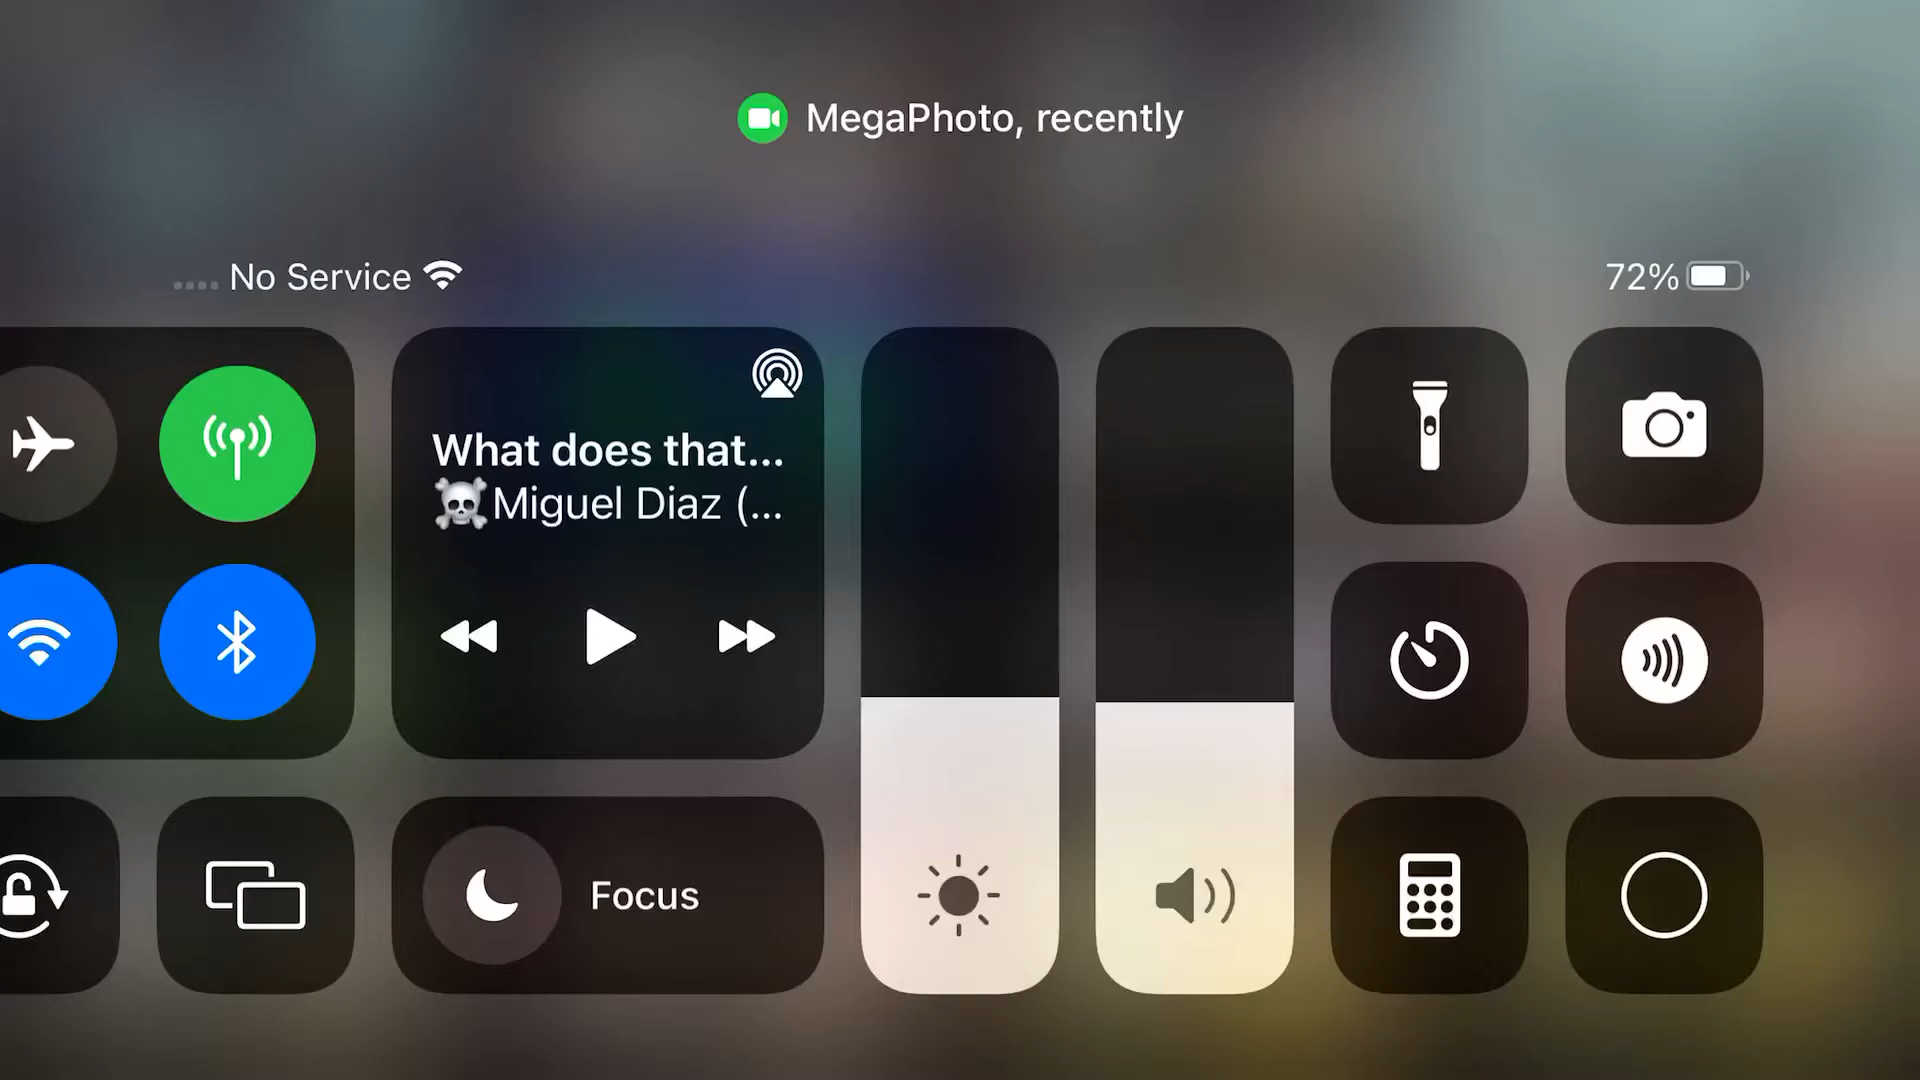 MegaPhoto, recently
No Service
72%
What does that...
☠️Miguel Diaz (...
Focus